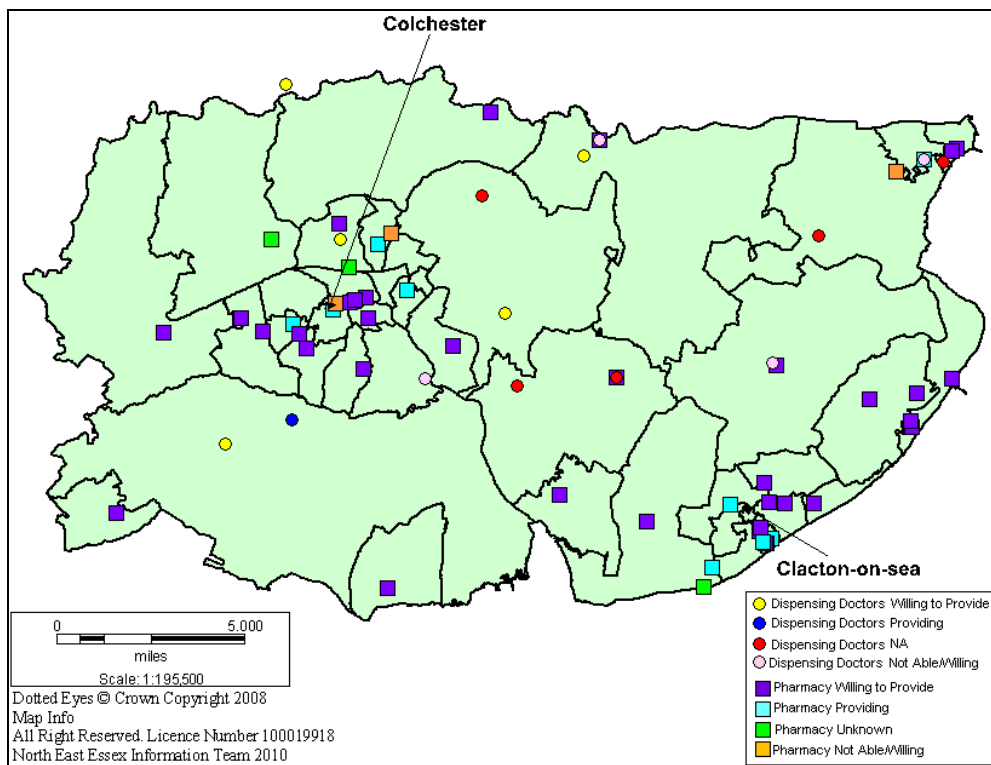 Colchester
Clacton-on-sea
0 5.000
miles
Scale: 1:195,500
Dotted Eyes © Crown Copyright 2008
Map Info
All Right Reserved. Licence Number 100019918
North East Essex Information Team 2010
Dispensing Doctors Willing to Provide
Dispensing Doctors Providing
Dispensing Doctors NA
Dispensing Doctors Not Able/Willing
Pharmacy Willing to Provide
Pharmacy Providing
Pharmacy Unknown
Pharmacy Not Able/Willing